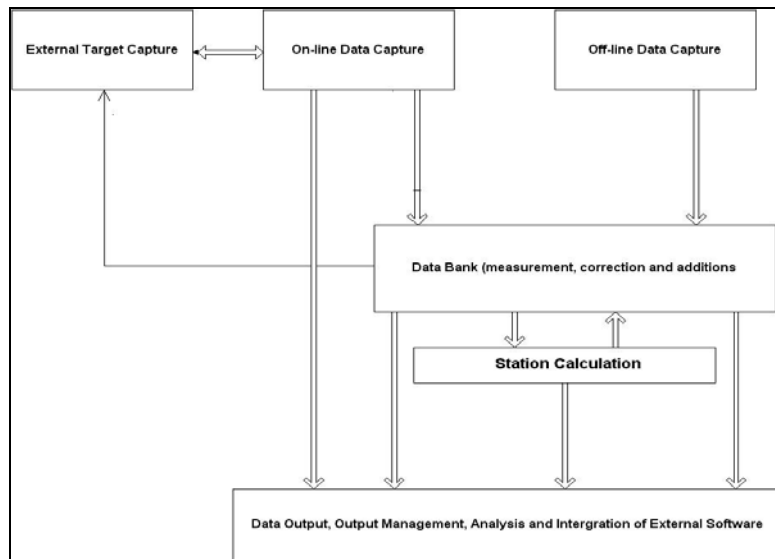 External Target Capture
On-line Data Capture
Off-line Data Capture
Data Bank (measurement, correction and additions
Station Calculation
Data Output, Output Management, Analysis and Intergration of External Software